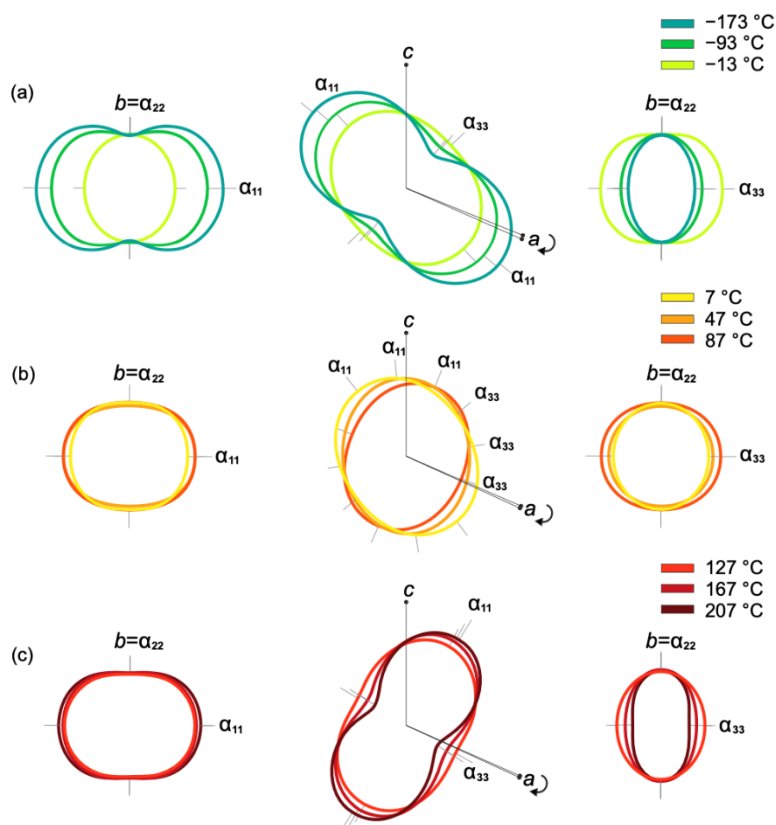 −173 °C
−93 °C
−13 °C
(a)
b=α22
α11
c
α11
α33
a
α11
b=α22
α33
7 °C
47 °C
87 °C
(b)
b=α22
α11
c
α11
α11
α11
α33
α33
α33
a
b=α22
α33
127 °C
167 °C
207 °C
(c)
b=α22
α11
c
α11
α33
a
b=α22
α33